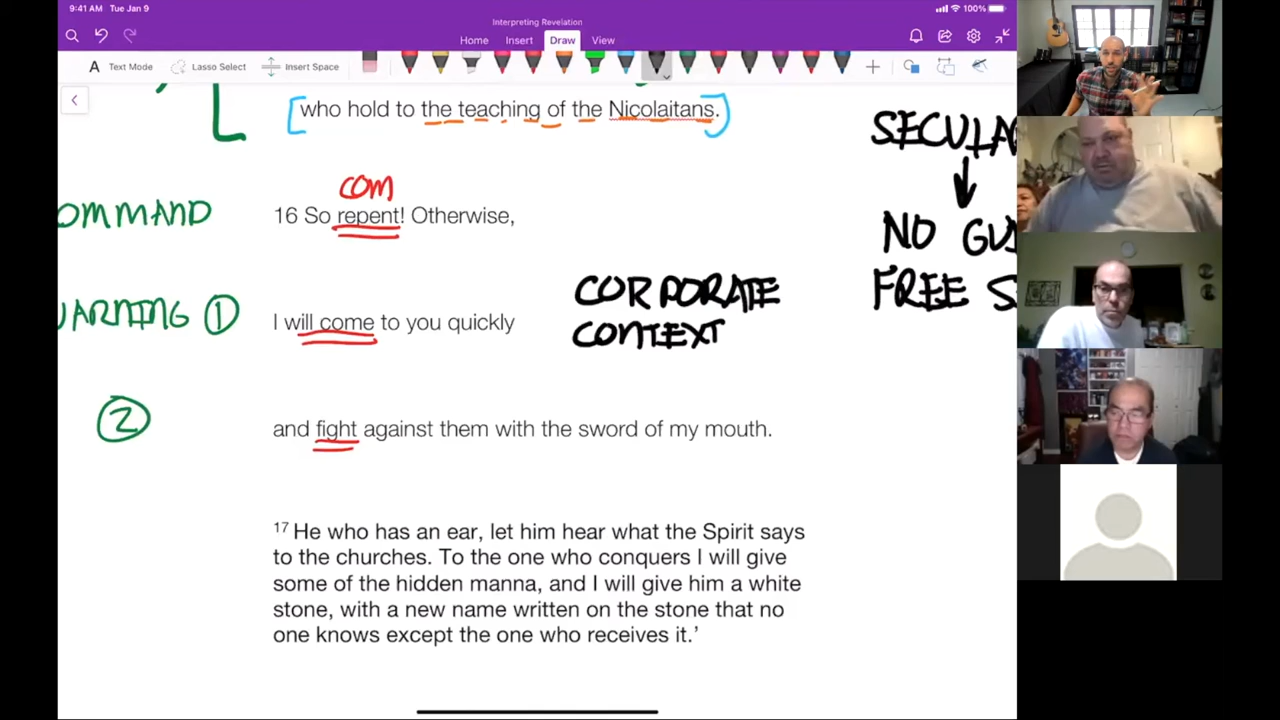 9:41 AM Tue Jan 9
100%
Interpreting Revelation
Home Insert Draw View
Text Mode Lasso Select Insert Space
who hold to the teaching of the Nicolaitans.
SECULA
COM
OMMAND
16 So repent! Otherwise,
NO GU
FREE S
CORPORATE
CONTEXT
WARNING 1
I will come to you quickly
2
and fight against them with the sword of my mouth.
17 He who has an ear, let him hear what the Spirit says
to the churches. To the one who conquers I will give
some of the hidden manna, and I will give him a white
stone, with a new name written on the stone that no
one knows except the one who receives it.’